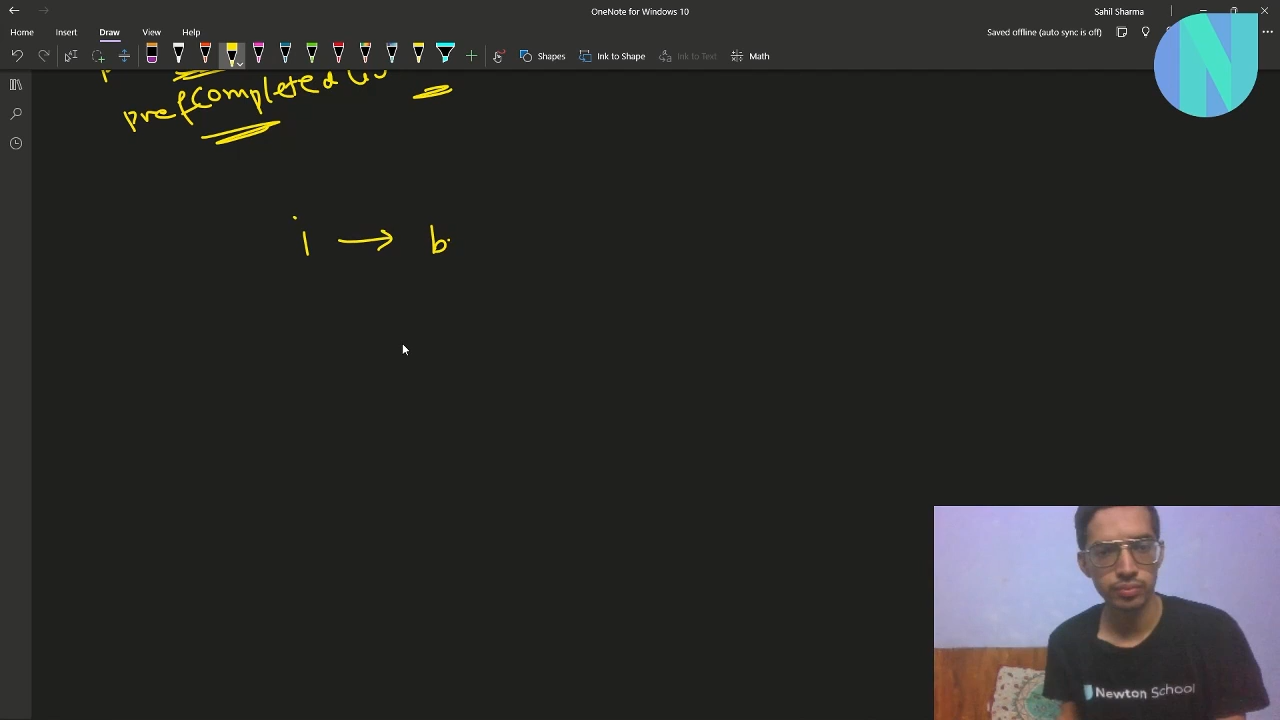 OneNote for Windows 10
Sahil Sharma
Home Insert Draw View Help
Saved offline (auto sync is off)
Shapes Ink to Shape Ink to Text Math
prefCompleted
i → b
Newton School